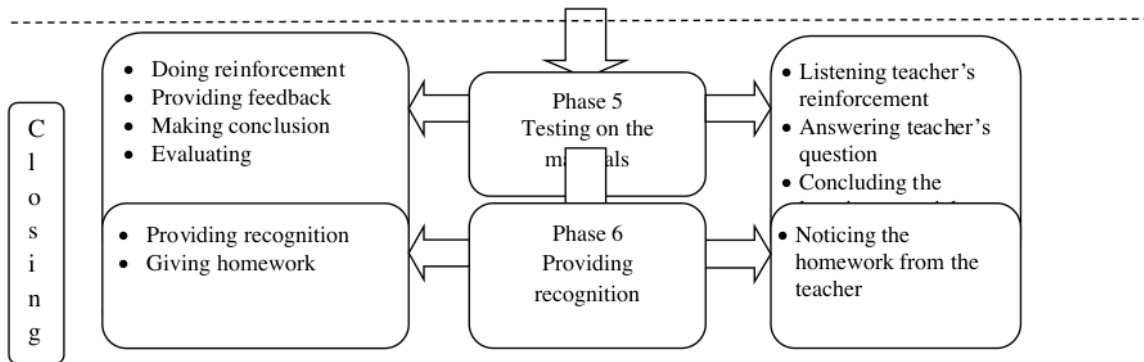 Closing
• Doing reinforcement
• Providing feedback
• Making conclusion
• Evaluating
Phase 5
Testing on the
• Listening teacher's
reinforcement
• Answering teacher's
question
• Concluding the
• Providing recognition
• Giving homework
Phase 6
Providing
recognition
• Noticing the
homework from the
teacher